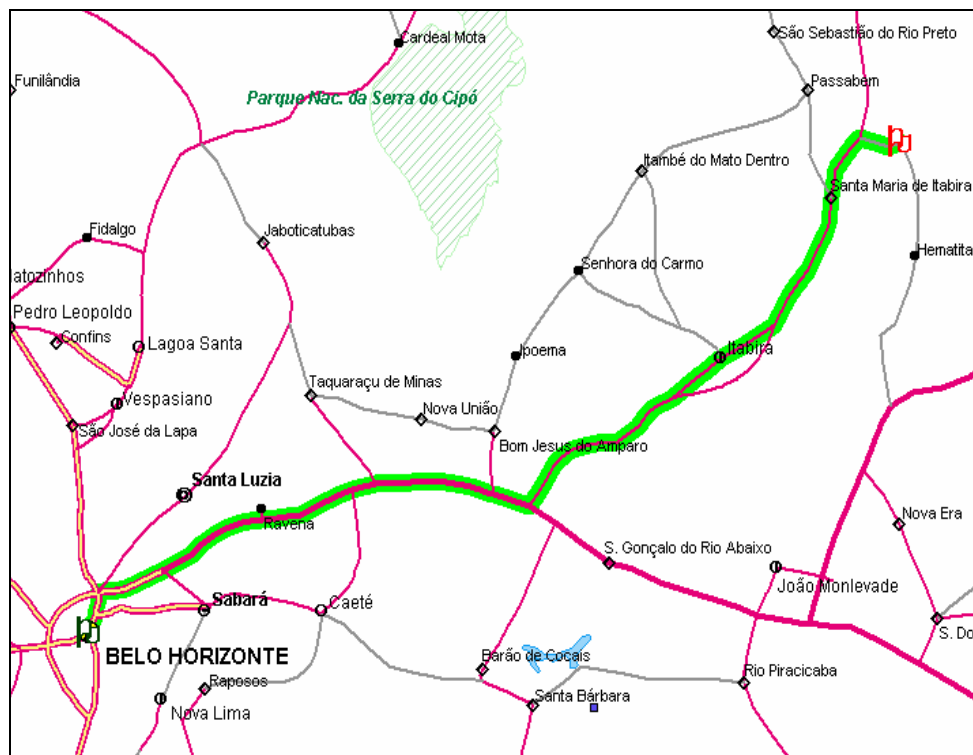 São Sebastião do Rio Preto
Cardeal Mota
Funilândia
Passabem
Parque Nac. da Serra do Cipó
Itambé do Mato Dentro
Santa Maria de Itabira
Fidalgo
Jaboticatubas
Hematita
Senhora do Carmo
latozinhos
Pedro Leopoldo
Confins
Lagoa Santa
Itabira
Ipoema
Taquaraçu de Minas
Vespasiano
Nova União
São José da Lapa
Bom Jesus do Amparo
Santa Luzia
Ravena
Nova Era
S. Gonçalo do Rio Abaixo
João Monlevade
Sabará
Caeté
S. Do
BELO HORIZONTE
Barão de Cocais
Raposos
Rio Piracicaba
Santa Bárbara
Nova Lima